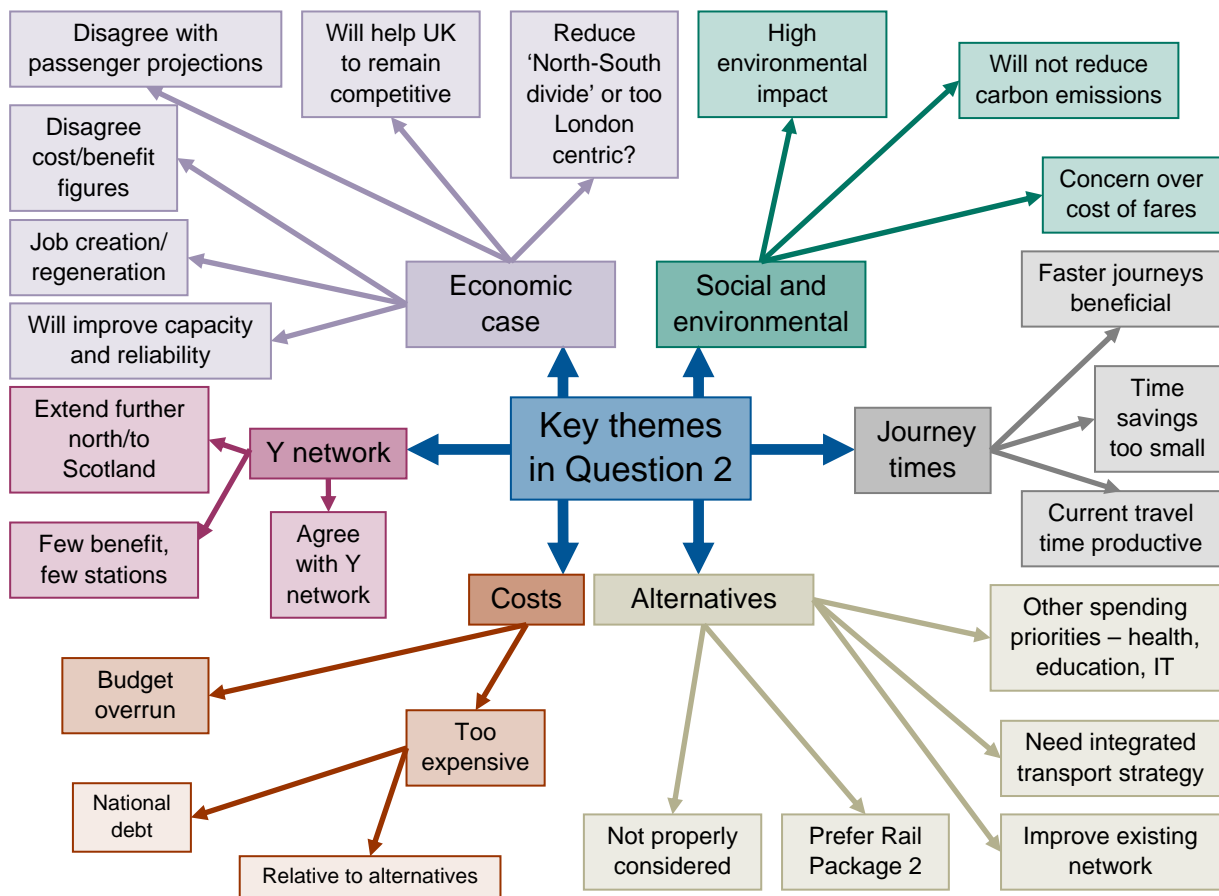 Disagree with
passenger projections
Will help UK
to remain
competitive
Reduce
‘North-South
divide’ or too
London
centric?
High
environmental
impact
Will not reduce
carbon emissions
Disagree
cost/benefit
figures
Concern over
cost of fares
Job creation/
regeneration
Economic
case
Social and
environmental
Faster journeys
beneficial
Will improve capacity
and reliability
Extend further
north/to
Scotland
Y network
Key themes
in Question 2
Journey
times
Time
savings
too small
Few benefit,
few stations
Agree with Y
network
Current travel
time productive
Costs
Alternatives
Other spending
priorities – health,
education, IT
Budget
overrun
Too
expensive
Need integrated
transport strategy
National
debt
Relative to alternatives
Not properly
considered
Prefer Rail
Package 2
Improve existing
network